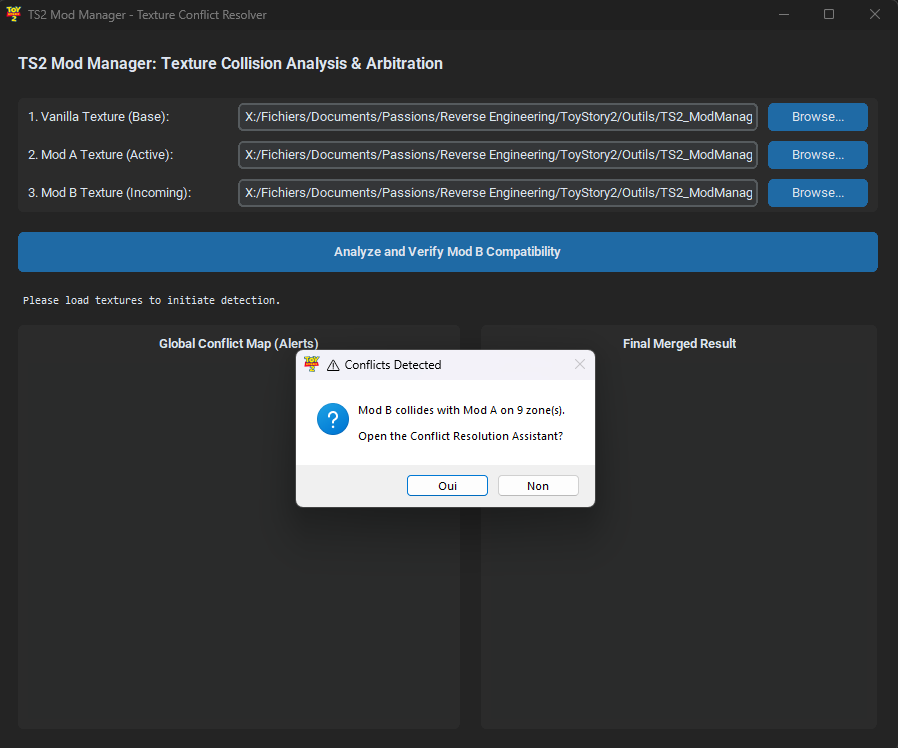 TS2 Mod Manager - Texture Conflict Resolver
TS2 Mod Manager: Texture Collision Analysis & Arbitration
1. Vanilla Texture (Base):
X:/Fichiers/Documents/Passions/Reverse Engineering/ToyStory2/Outils/TS2_ModManag
Browse...
2. Mod A Texture (Active):
X:/Fichiers/Documents/Passions/Reverse Engineering/ToyStory2/Outils/TS2_ModManag
Browse...
3. Mod B Texture (Incoming):
X:/Fichiers/Documents/Passions/Reverse Engineering/ToyStory2/Outils/TS2_ModManag
Browse...
Analyze and Verify Mod B Compatibility
Please load textures to initiate detection.
Global Conflict Map (Alerts)
Final Merged Result
⚠ Conflicts Detected
Mod B collides with Mod A on 9 zone(s).
Open the Conflict Resolution Assistant?
Oui
Non